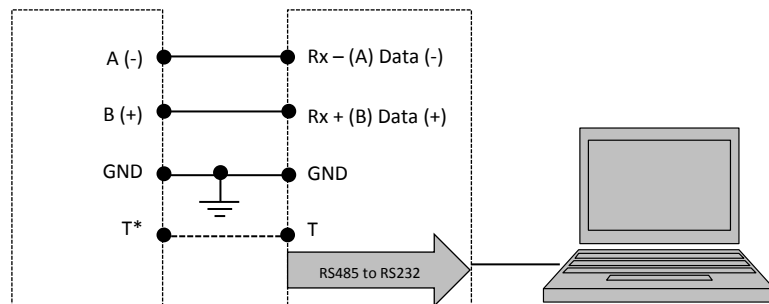 A (-) Rx – (A) Data (-)
B (+) Rx + (B) Data (+)
GND GND
T* T
RS485 to RS232